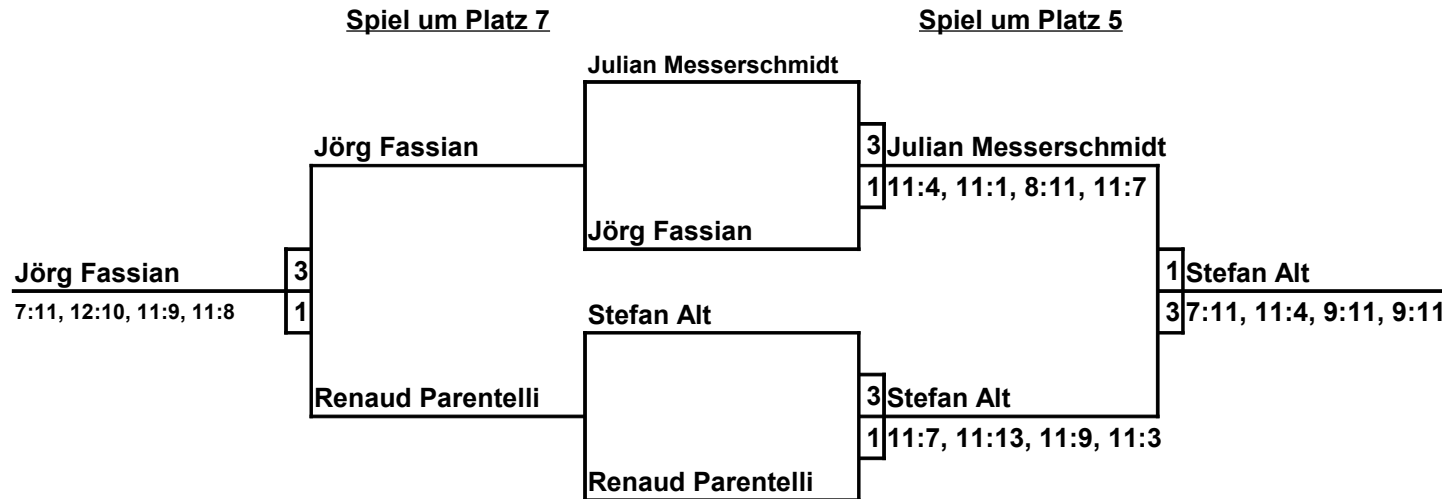 Spiel um Platz 7
Spiel um Platz 5
Julian Messerschmidt
Jörg Fassian
3 Julian Messerschmidt
1 11:4, 11:1, 8:11, 11:7
Jörg Fassian
Jörg Fassian 3
1 Stefan Alt
7:11, 12:10, 11:9, 11:8 1
Stefan Alt
3 7:11, 11:4, 9:11, 9:11
Renaud Parentelli
3 Stefan Alt
1 11:7, 11:13, 11:9, 11:3
Renaud Parentelli